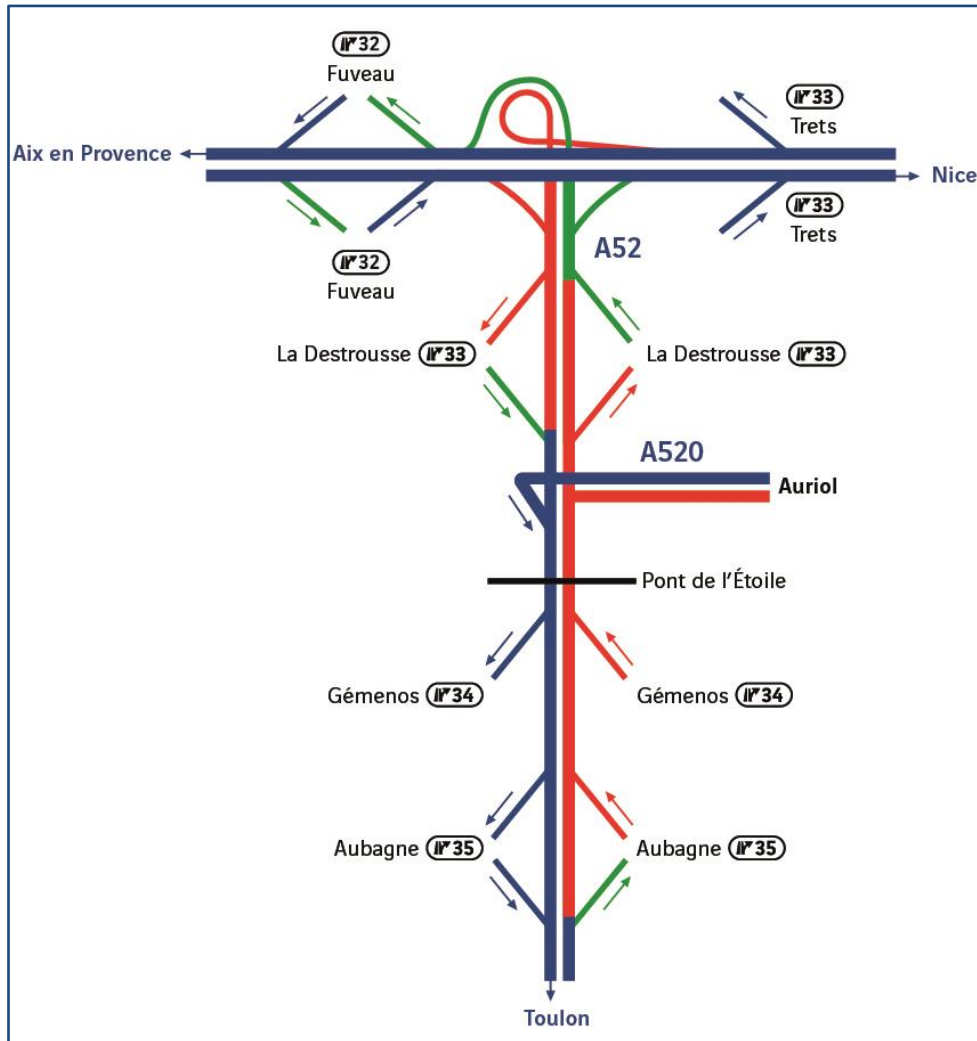 32
Fuveau
33
Trets
Aix en Provence
Nice
33
Trets
32
Fuveau
A52
La Destrousse 33
La Destrousse 33
A520
Auriol
Pont de l'Étoile
Gémenos 34
Gémenos 34
Aubagne 35
Aubagne 35
Toulon